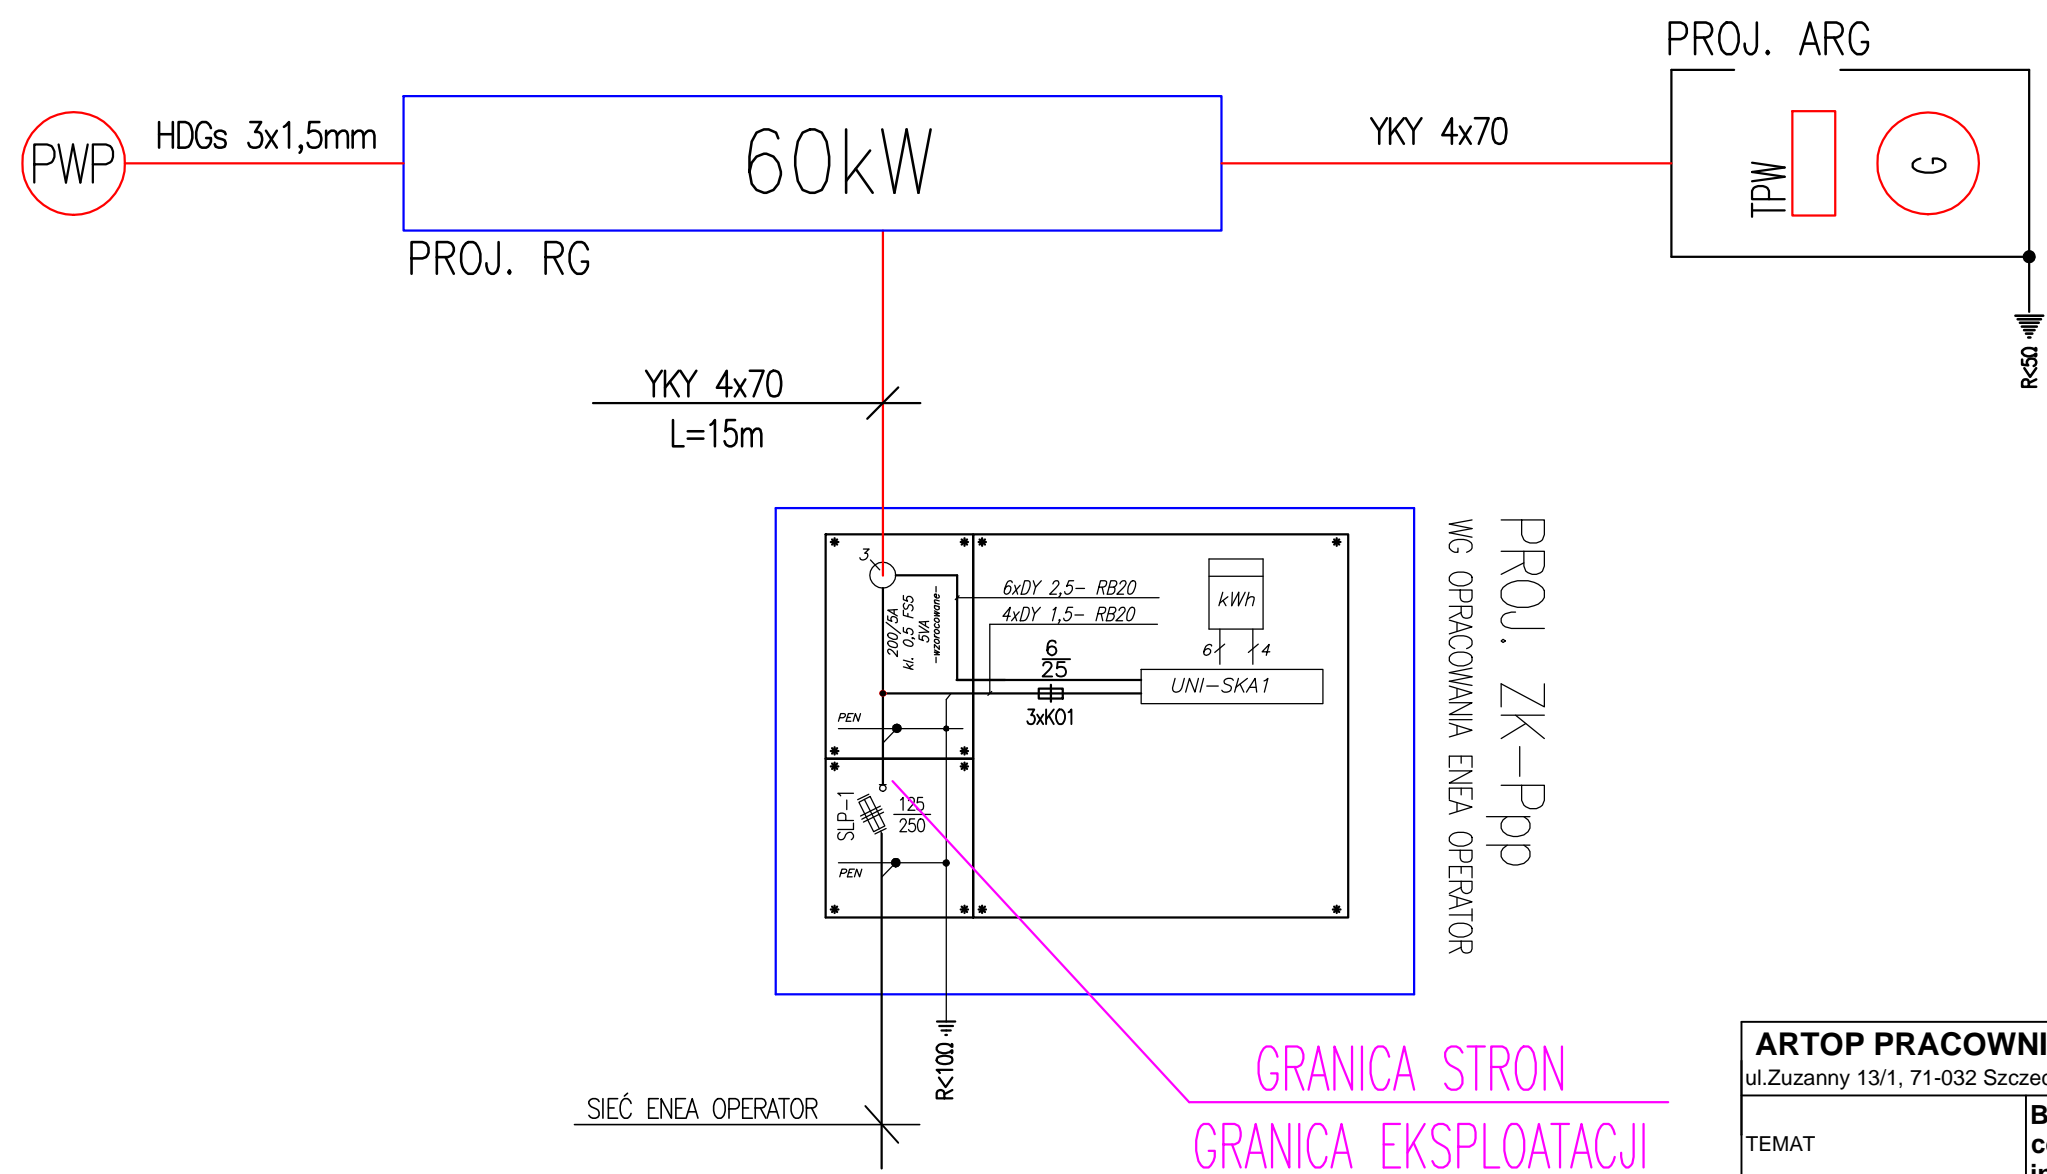 PROJ. ARG
PWP
HDGs 3x1,5mm
60kW
YKY 4x70
TPW
G
PROJ. RG
R<5Ω
YKY 4x70
L=15m
PROJ. ZK-Ppp
WG OPRACOWANIA ENEA OPERATOR
3
200/5A
kl. 0,5 FS5
5VA
-wzorocowane-
6xDY 2,5- RB20
4xDY 1,5- RB20
kWh
6
4
6
25
3xK01
UNI-SKA1
PEN
SLP-1
125
250
PEN
R<10Ω
SIEĆ ENEA OPERATOR
GRANICA STRON
GRANICA EKSPLOATACJI
ARTOP PRACOWNI
ul.Zuzanny 13/1, 71-032 Szczec
TEMAT